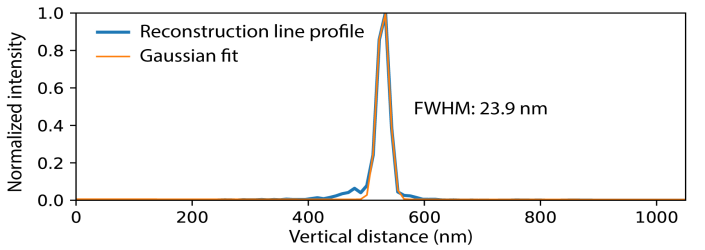 Normalized intensity
1.0
0.8
0.6
0.4
0.2
0.0
Reconstruction line profile
Gaussian fit
FWHM: 23.9 nm
0 200 400 600 800 1000
Vertical distance (nm)